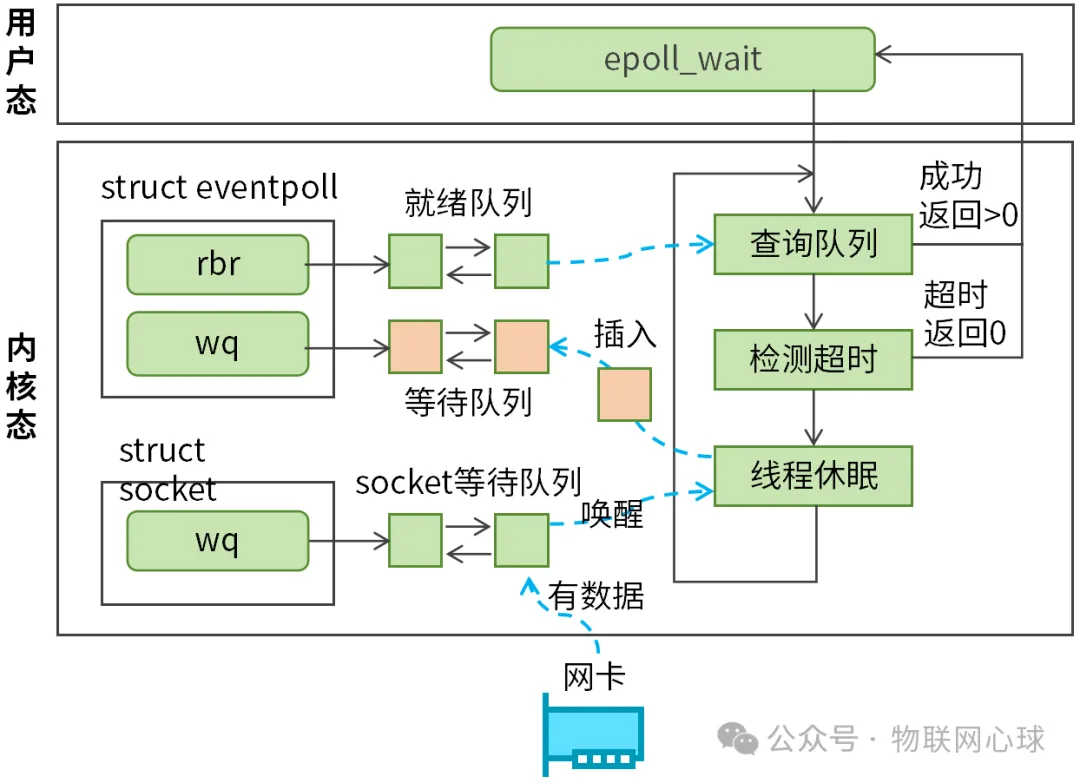 用户态
epoll_wait
内核态
struct eventpoll
rbr
wq
就绪队列
等待队列
插入
struct
socket
wq
socket等待队列
唤醒
有数据
网卡
查询队列
成功
返回>0
检测超时
超时
返回0
线程休眠
公众号 · 物联网心球